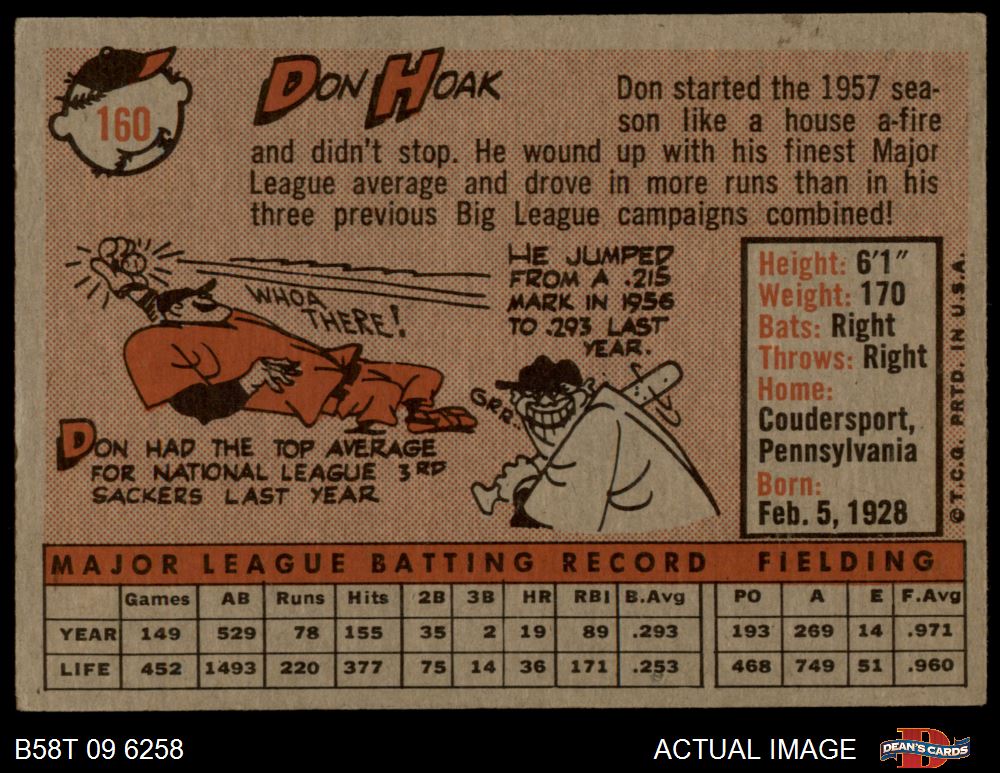 160
DON HOAK
Don started the 1957 sea-
son like a house a-fire
and didn't stop. He wound up with his finest Major
League average and drove in more runs than in his
three previous Big League campaigns combined!
WHOA
THERE!
HE JUMPED
FROM A .215
MARK IN 1956
TO .293 LAST
YEAR.
GRR..
DON HAD THE TOP AVERAGE
FOR NATIONAL LEAGUE 3RD
SACKERS LAST YEAR
Height: 6'1"
Weight: 170
Bats: Right
Throws: Right
Home:
Coudersport,
Pennsylvania
Born:
Feb. 5, 1928
© T.C.G. PRTD. IN U.S.A.
MAJOR LEAGUE BATTING RECORD FIELDING
Games AB Runs Hits 2B 3B HR RBI B.Avg PO A E F.Avg
YEAR 149 529 78 155 35 2 19 89 .293 193 269 14 .971
LIFE 452 1493 220 377 75 14 36 171 .253 468 749 51 .960
B58T 09 6258 ACTUAL IMAGE DEAN'S CARDS